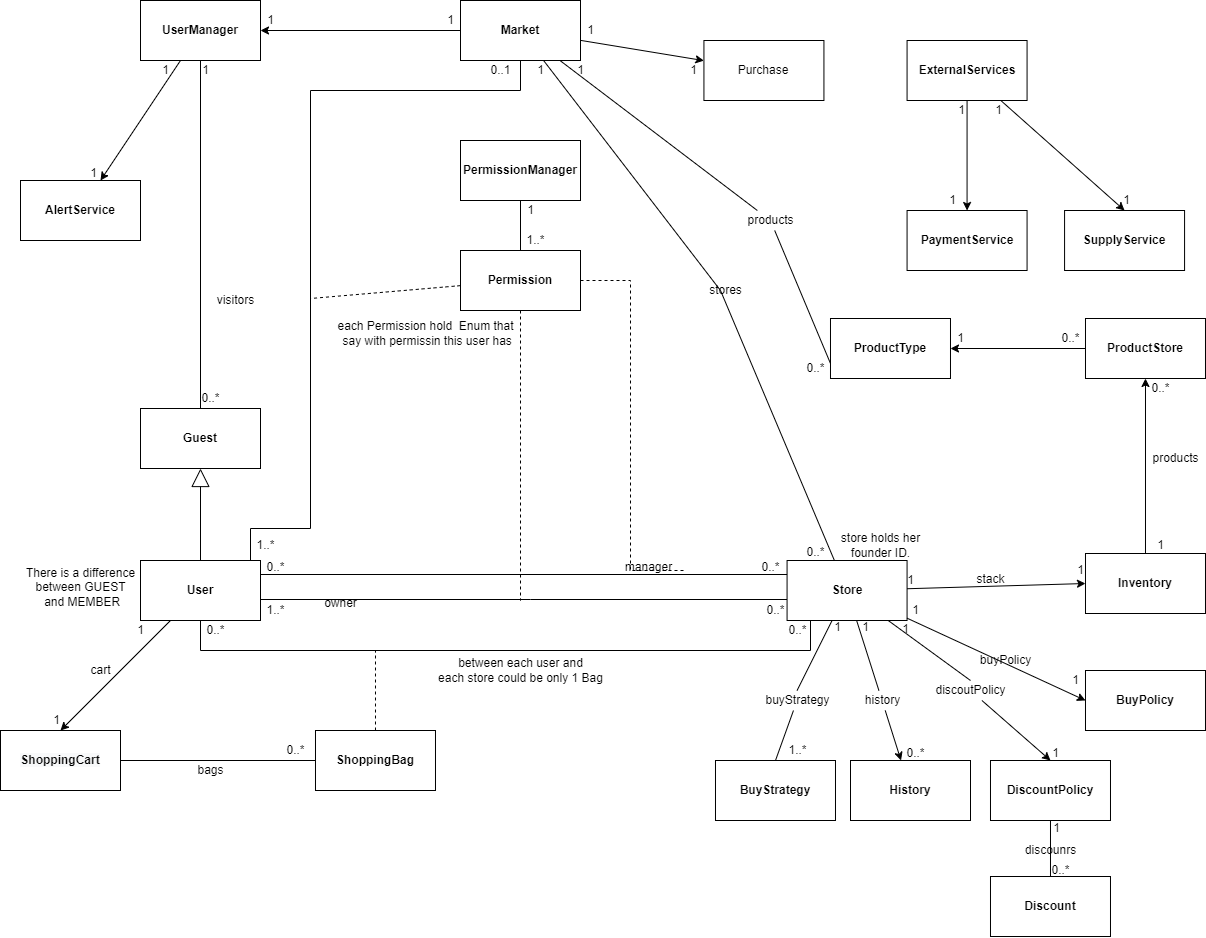 UserManager
1
1
Market
1
1
Purchase
ExternalServices
1
1
0..1
1
1
1
1
PermissionManager
1
1..*
1
AlertService
1
PaymentService
1
SupplyService
products
Permission
stores
visitors
each Permission hold  Enum that
say with permissin this user has
ProductType
0..*
1
0..*
ProductStore
0..*
0..*
Guest
products
1
1..*
store holds her
founder ID.
0..*
There is a difference
between GUEST
and MEMBER
User
0..*
manager
0..*
Store
1
stack
1
Inventory
1..*
owner
0..*
1
1
0..*
0..*
1
1
1
cart
between each user and
each store could be only 1 Bag
buyPolicy
1
BuyPolicy
buyStrategy
history
discoutPolicy
1
ShoppingCart
bags
0..*
ShoppingBag
1..*
0..*
1
BuyStrategy
History
DiscountPolicy
1
discounrs
0..*
Discount